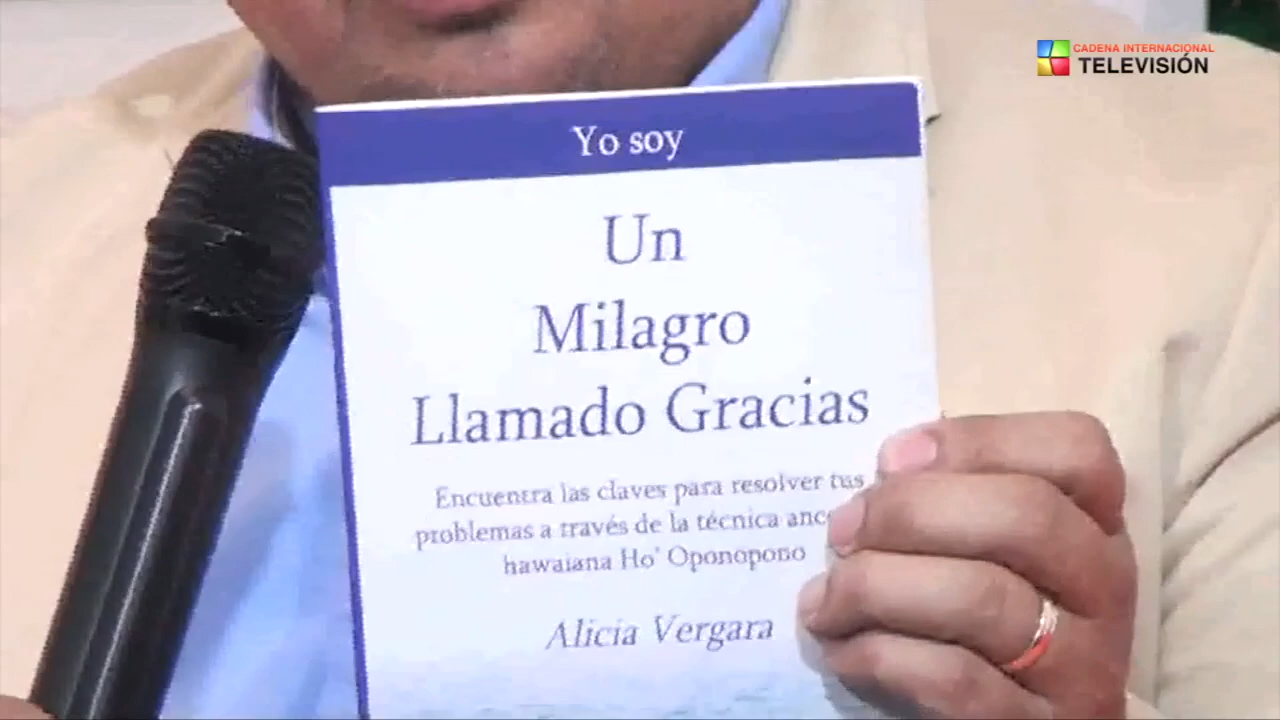 CADENA INTERNACIONAL
TELEVISIÓN
Yo soy
Un
Milagro
Llamado Gracias
Encuentra las claves para resolver tus
problemas a través de la técnica
hawaiana Ho' Oponopono
Alicia Vergara